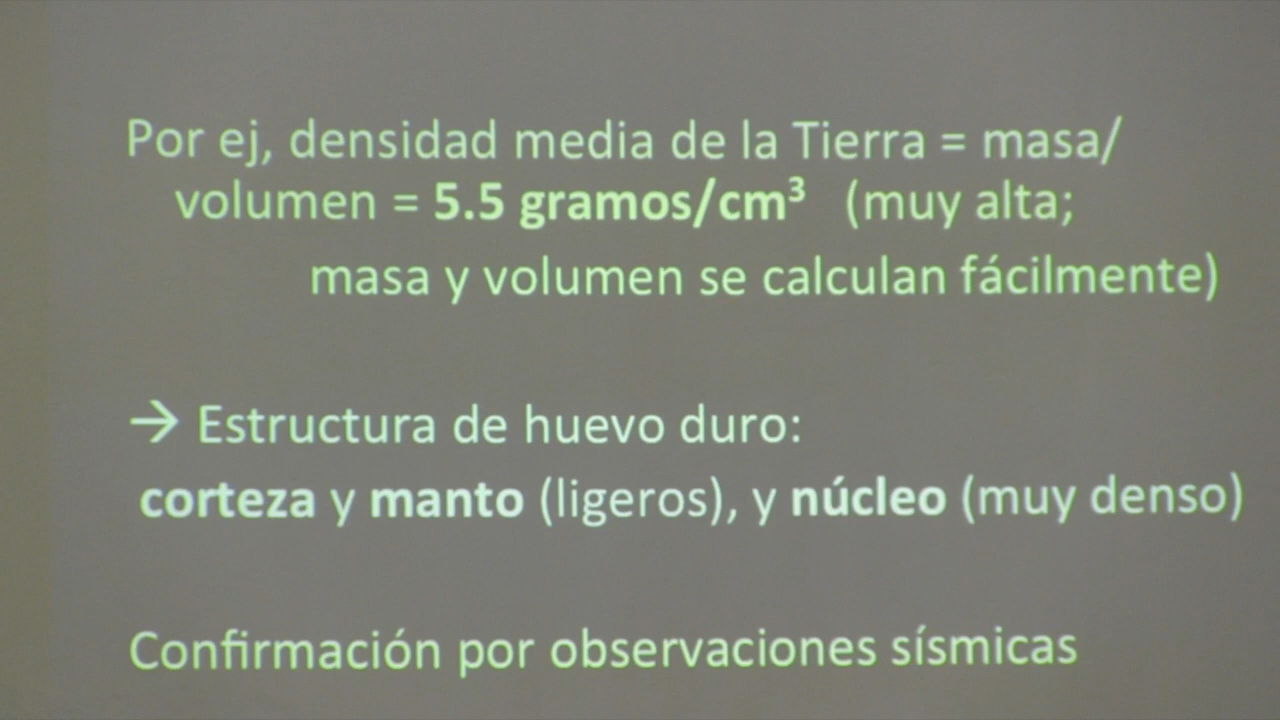 Por ej, densidad media de la Tierra = masa/
volumen = 5.5 gramos/cm³ (muy alta;
masa y volumen se calculan fácilmente)
→ Estructura de huevo duro:
corteza y manto (ligeros), y núcleo (muy denso)
Confirmación por observaciones sísmicas